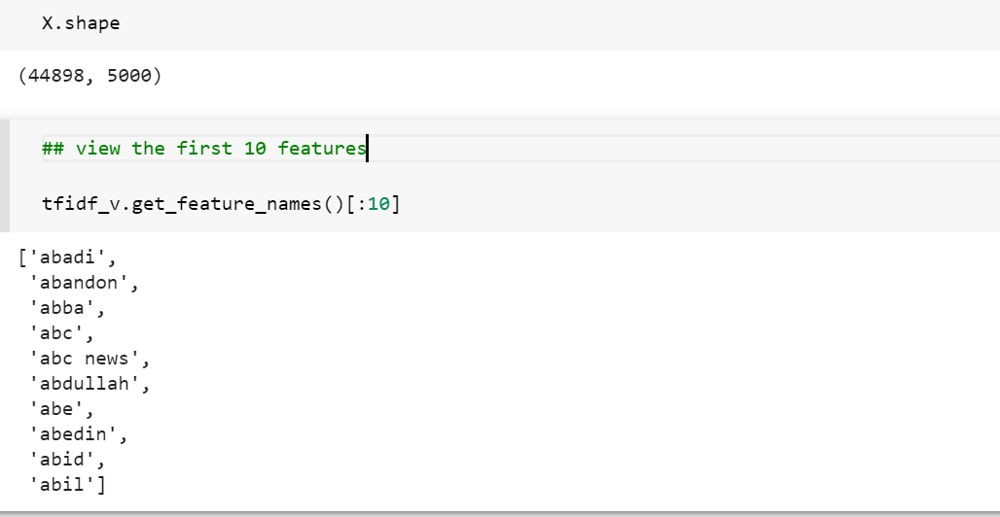 X.shape
(44898, 5000)
## view the first 10 features
tfidf_v.get_feature_names()[:10]
['abadi',
'abandon',
'abba',
'abc',
'abc news',
'abdullah',
'abe',
'abedin',
'abid',
'abil']